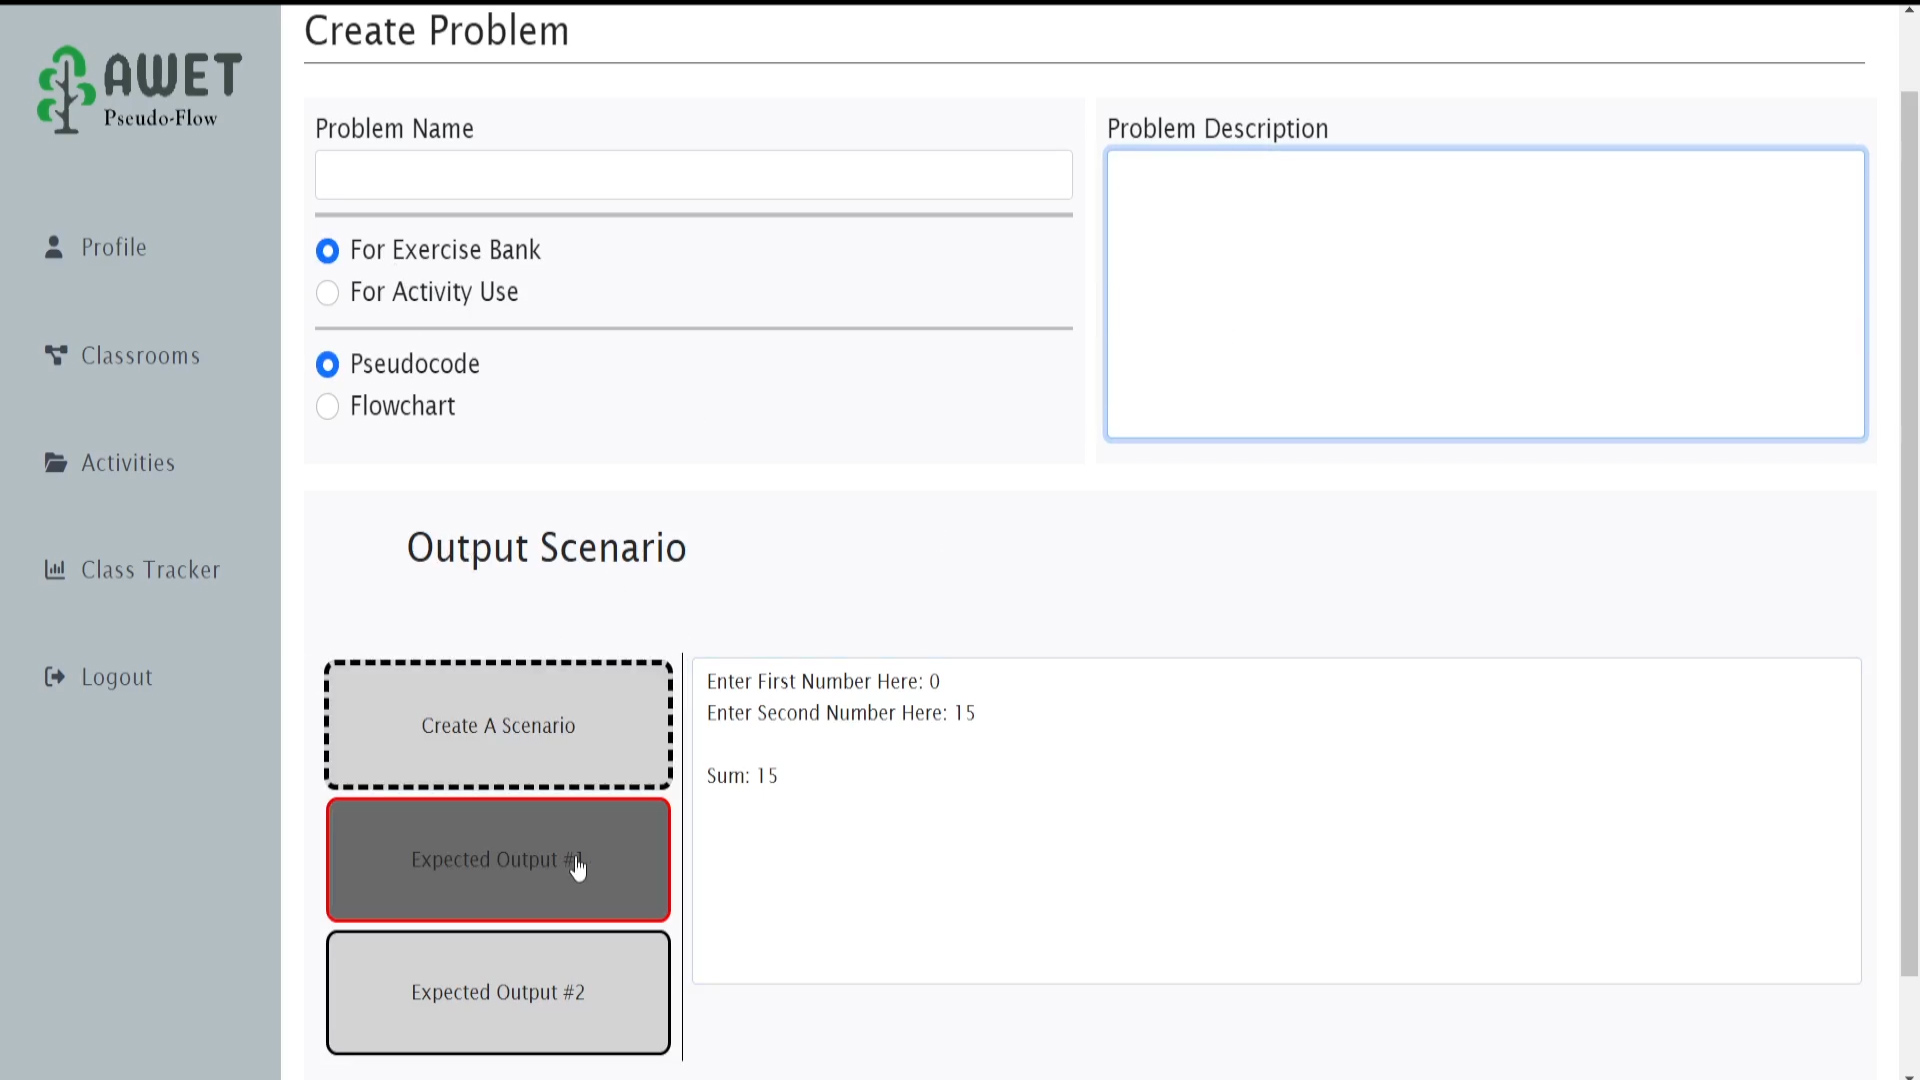 AWET
Pseudo-Flow
Profile
Classrooms
Activities
Class Tracker
Logout
Create Problem
Problem Name
For Exercise Bank
For Activity Use
Pseudocode
Flowchart
Problem Description
Output Scenario
Create A Scenario
Expected Output #1
Expected Output #2
Enter First Number Here: 0
Enter Second Number Here: 15
Sum: 15